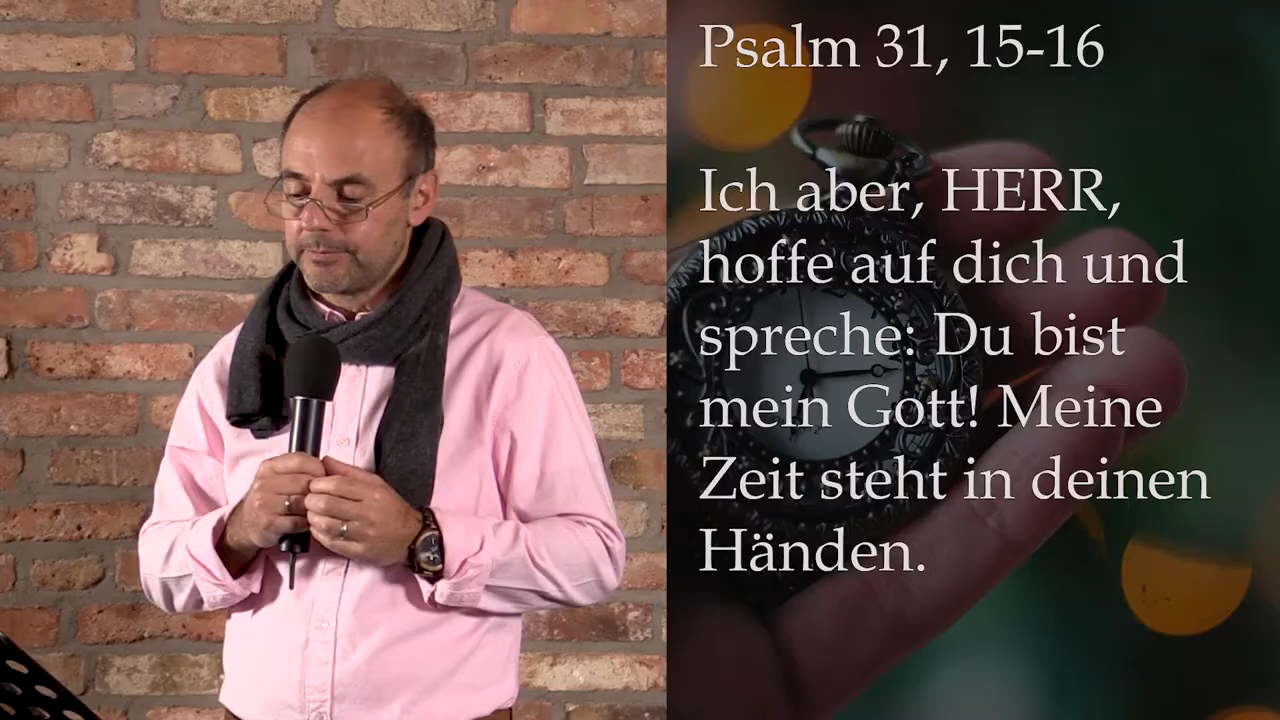 Psalm 31, 15-16
Ich aber, HERR,
hoffe auf dich und
spreche: Du bist
mein Gott! Meine
Zeit steht in deinen
Händen.